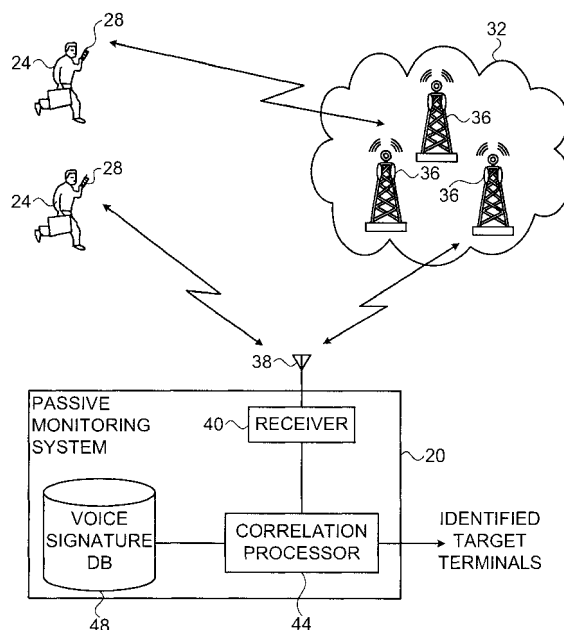 28
24
32
36
36
36
28
24
38
PASSIVE
MONITORING
SYSTEM
40
RECEIVER
20
VOICE
SIGNATURE
DB
CORRELATION
PROCESSOR
IDENTIFIED
TARGET
TERMINALS
48
44